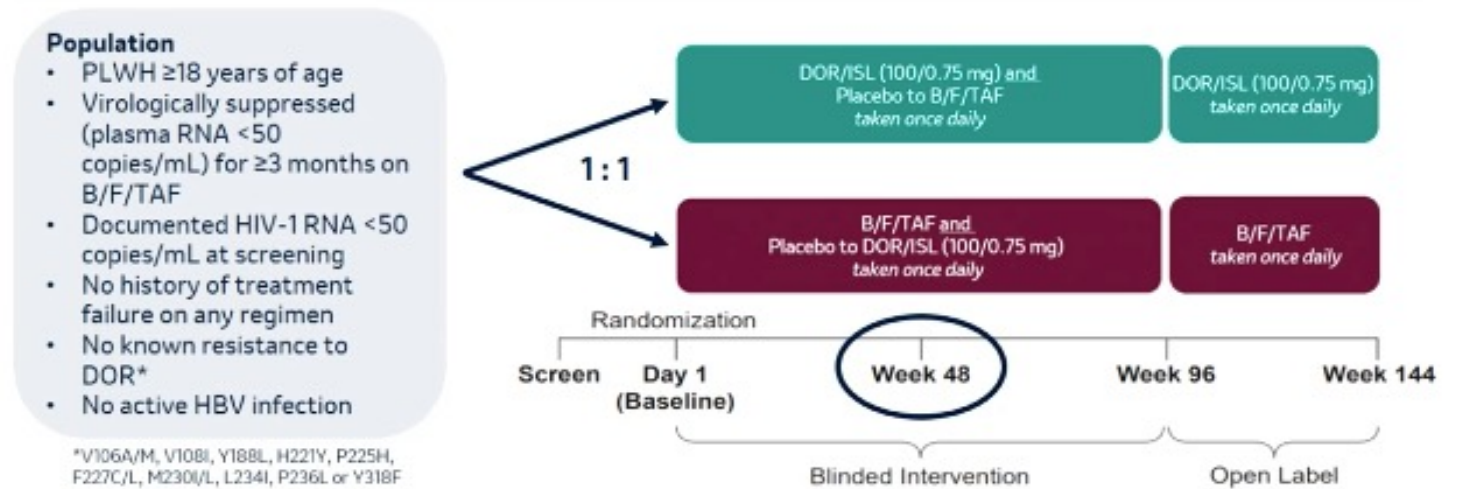 Population
• PLWH ≥18 years of age
• Virologically suppressed
(plasma RNA <50
copies/mL) for ≥3 months on
B/F/TAF
• Documented HIV-1 RNA <50
copies/mL at screening
• No history of treatment
failure on any regimen
• No known resistance to
DOR*
• No active HBV infection
*V106A/M, V108I, Y188L, H221Y, P225H,
F227C/L, M230I/L, L234I, P236L or Y318F
1:1
DOR/ISL (100/0.75 mg) and
Placebo to B/F/TAF
taken once daily
DOR/ISL (100/0.75 mg)
taken once daily
B/F/TAF and
Placebo to DOR/ISL (100/0.75 mg)
taken once daily
B/F/TAF
taken once daily
Randomization
Screen
Day 1
(Baseline)
Week 48
Week 96
Week 144
Blinded Intervention
Open Label